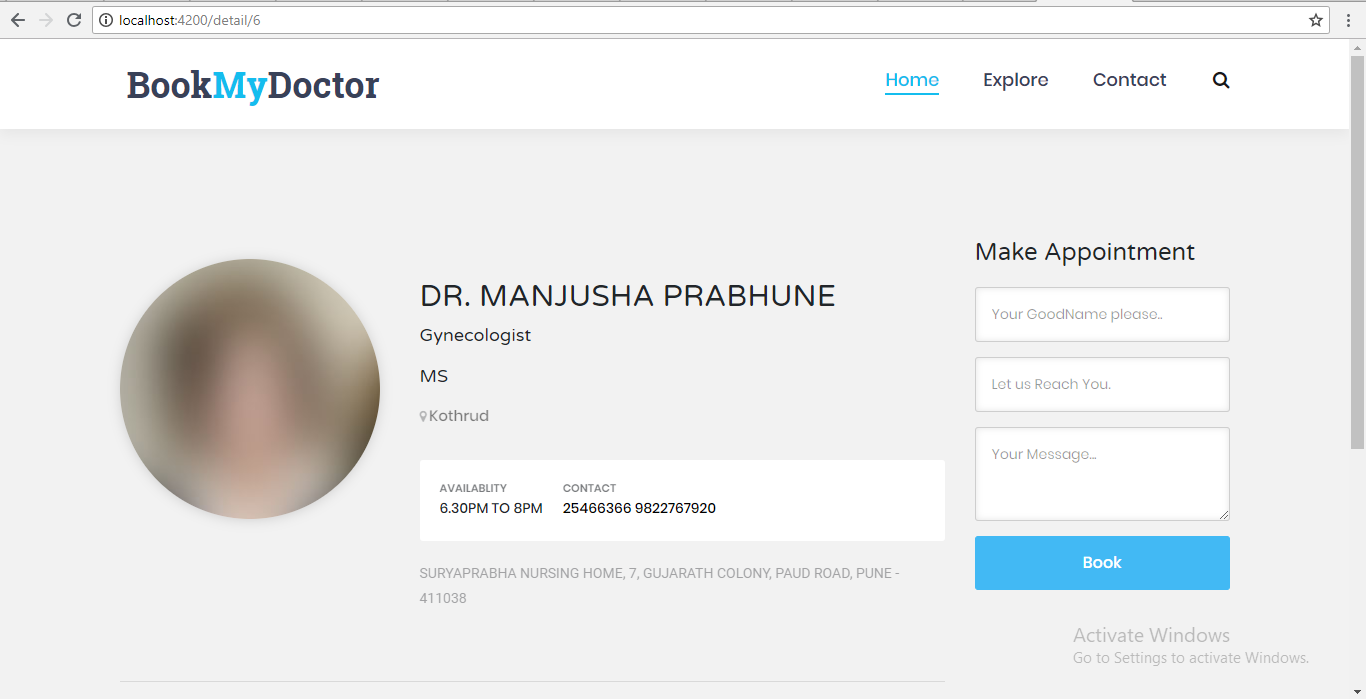 localhost:4200/detail/6
BookMyDoctor
Home Explore Contact
DR. MANJUSHA PRABHUNE
Gynecologist
MS
Kothrud
AVAILABLITY CONTACT
6.30PM TO 8PM 25466366 9822767920
SURYAPRABHA NURSING HOME, 7, GUJARATH COLONY, PAUD ROAD, PUNE -
411038
Make Appointment
Your GoodName please..
Let us Reach You.
Your Message...
Book
Activate Windows
Go to Settings to activate Windows.